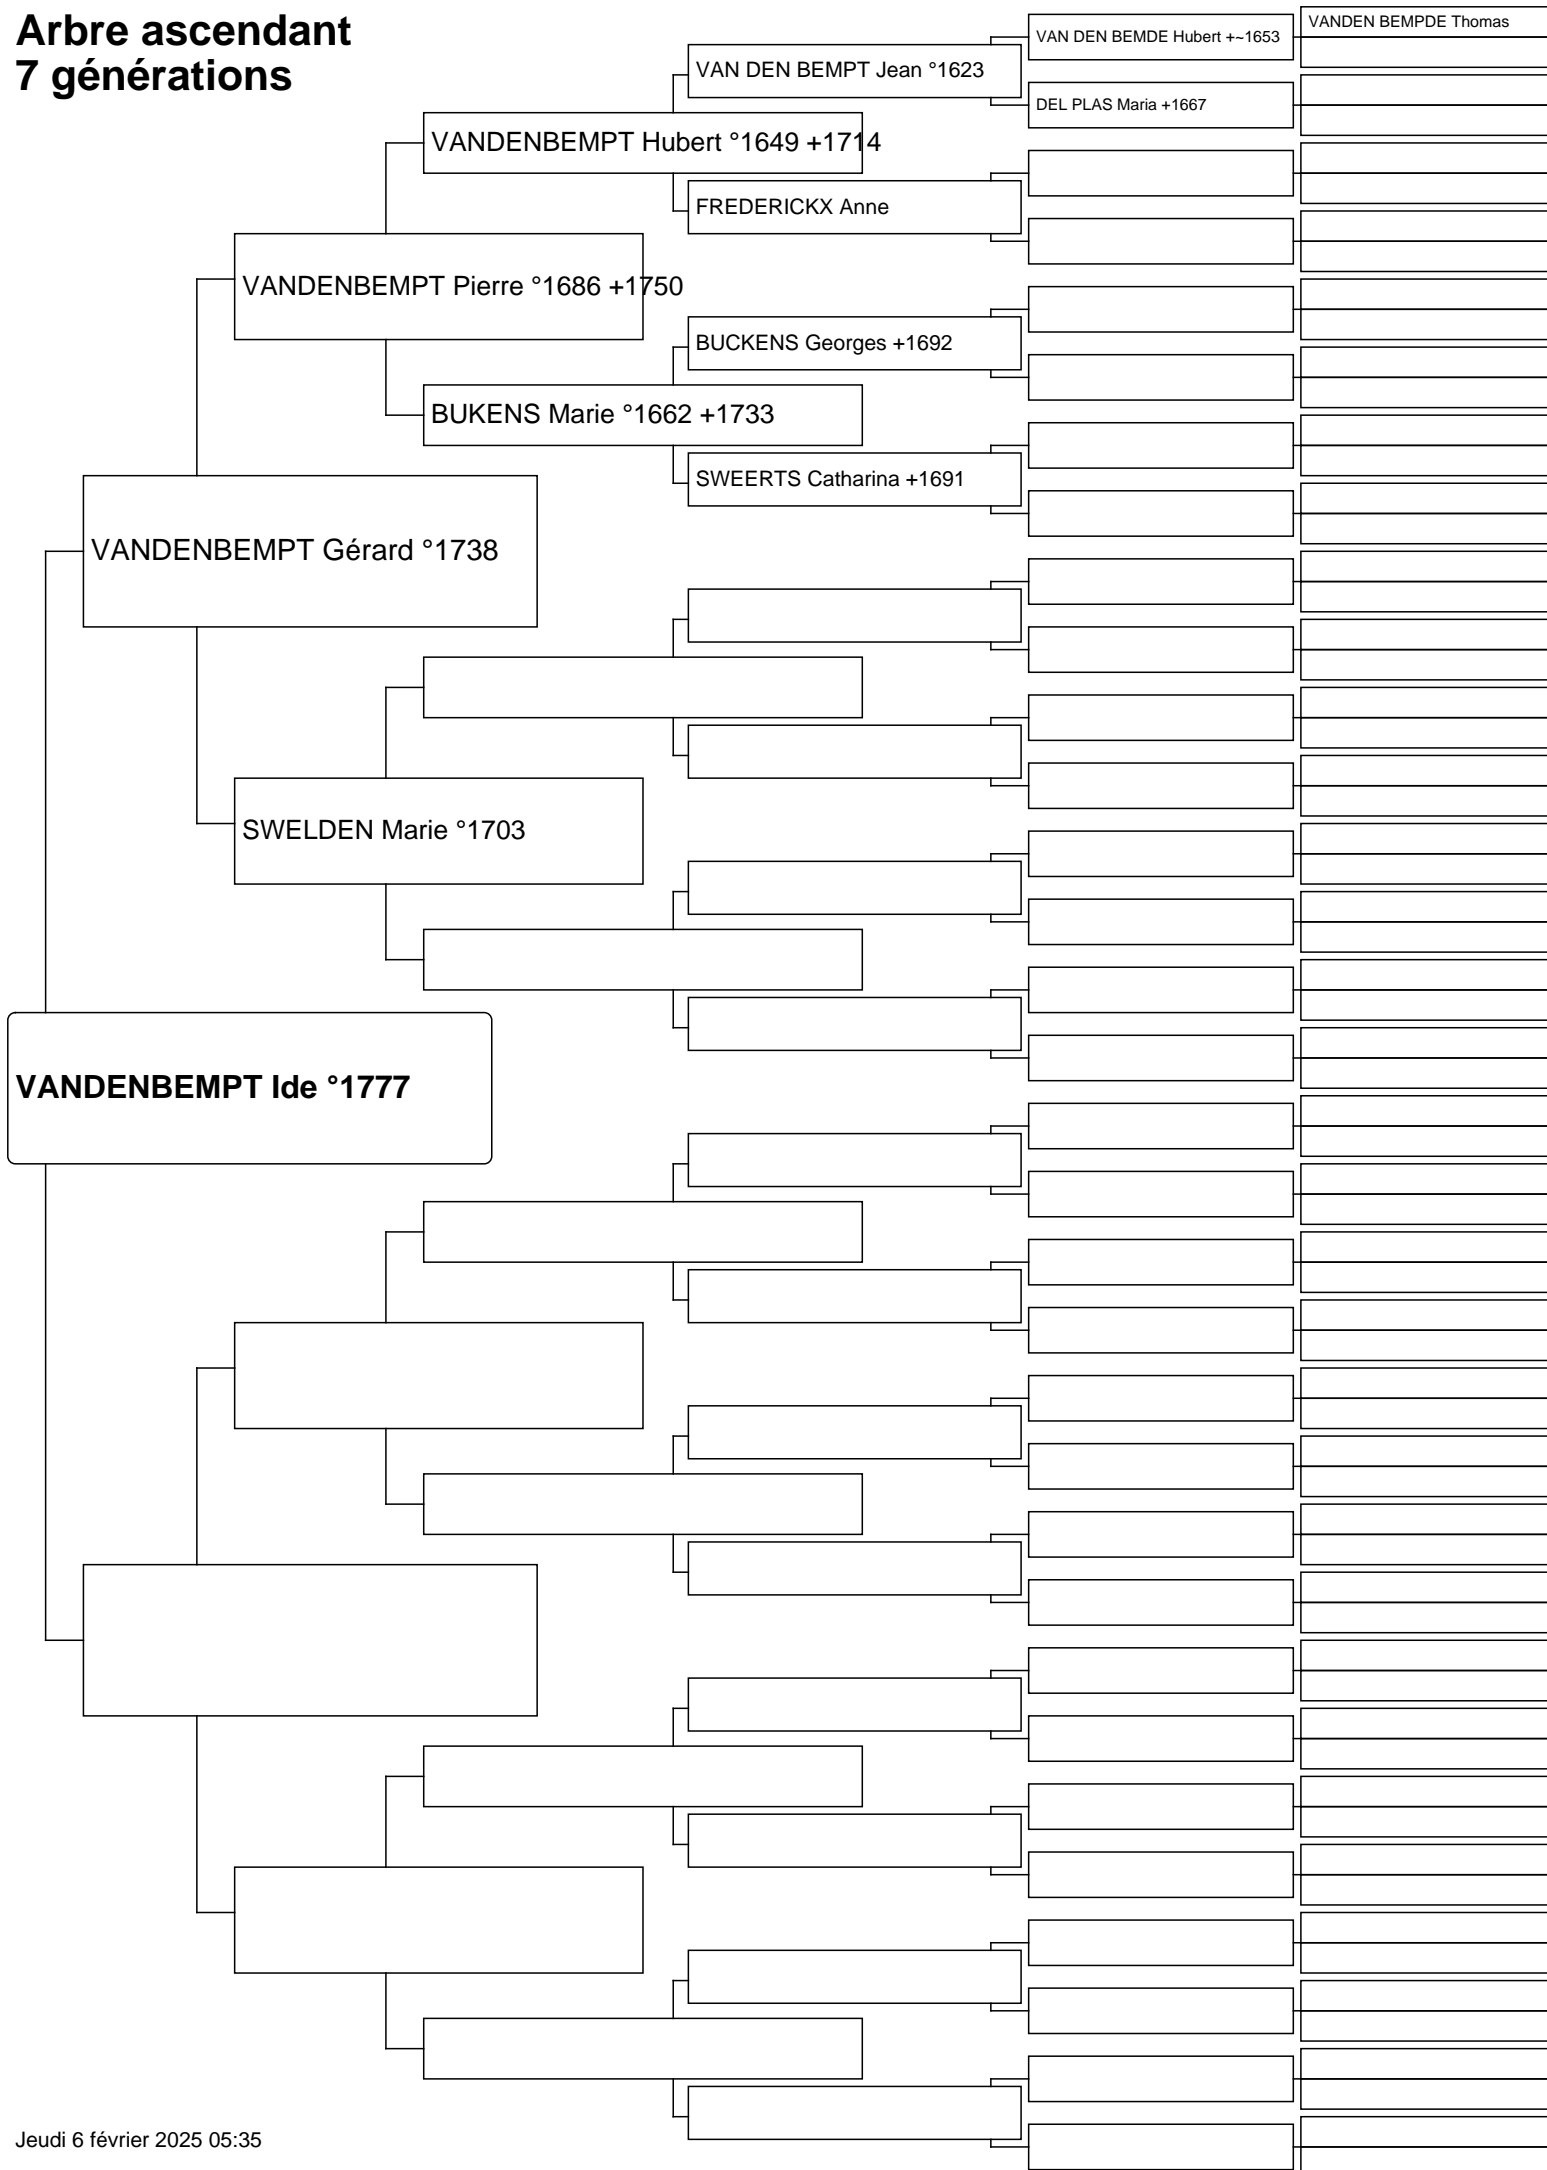 Arbre ascendant
7 générations
VANDEN BEMPDE Thomas
VAN DEN BEMDE Hubert +~1653
VAN DEN BEMPT Jean °1623
DEL PLAS Maria +1667
VANDENBEMPT Hubert °1649 +1714
FREDERICKX Anne
VANDENBEMPT Pierre °1686 +1750
BUCKENS Georges +1692
BUKENS Marie °1662 +1733
SWEERTS Catharina +1691
VANDENBEMPT Gérard °1738
SWELDEN Marie °1703
VANDENBEMPT Ide °1777
Jeudi 6 février 2025 05:35